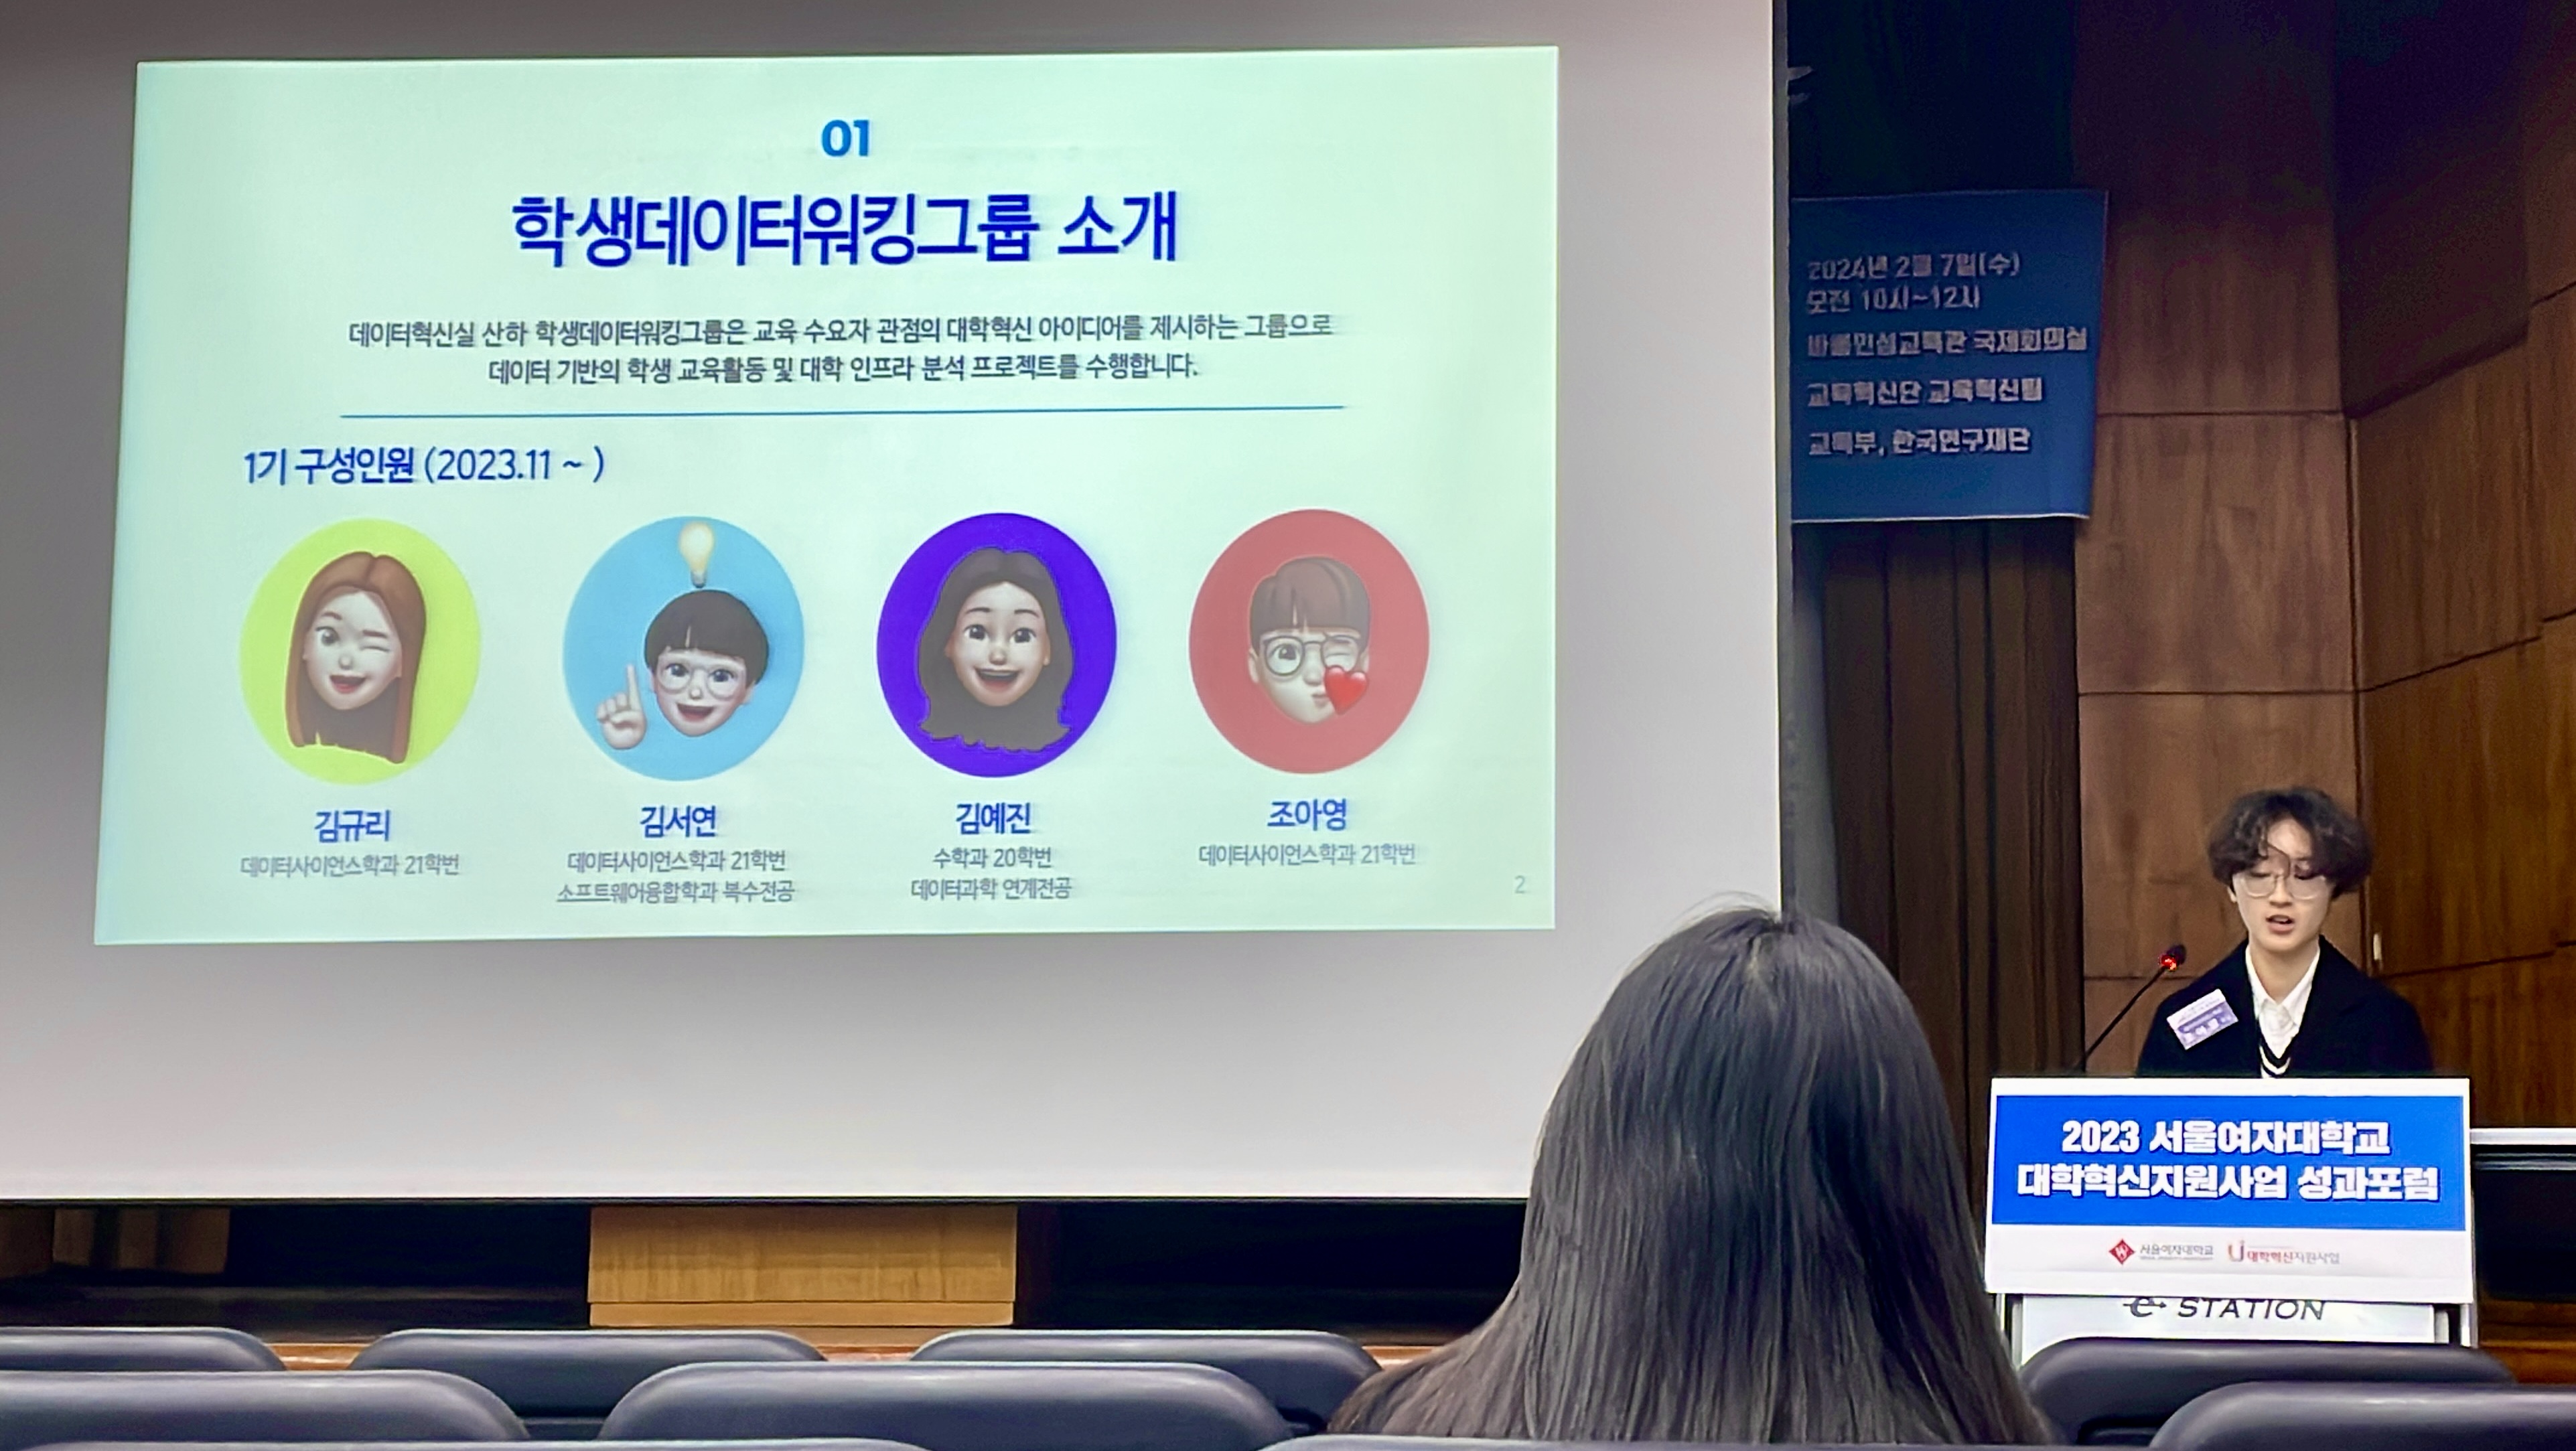 01
학생데이터워킹그룹 소개
데이터혁신실 산하 학생데이터워킹그룹은 교육 수요자 관점의 대학혁신 아이디어를 제시하는 그룹으로
데이터 기반의 학생 교육활동 및 대학 인프라 분석 프로젝트를 수행합니다.
1기 구성인원 (2023.11 ~ )
김규리
데이터사이언스학과 21학번
김서연
데이터사이언스학과 21학번
소프트웨어융합학과 복수전공
김예진
수학과 20학번
데이터과학 연계전공
조아영
데이터사이언스학과 21학번
2
2024년 2월 7일(수)
오전 10시~12시
바롬인성교육관 국제회의실
교육혁신단 교육혁신팀
교육부, 한국연구재단
2023 서울여자대학교
대학혁신지원사업 성과포럼
서울여자대학교
대학혁신지원사업
e STATION